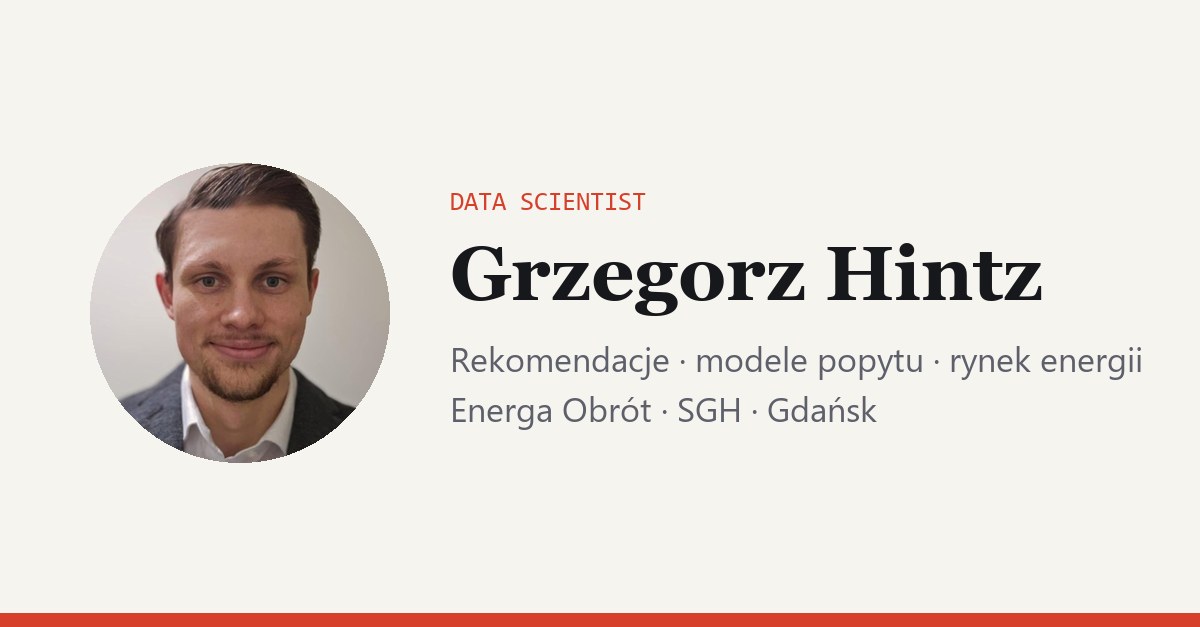 DATA SCIENTIST
Grzegorz Hintz
Rekomendacje · modele popytu · rynek energii
Energa Obrót · SGH · Gdańsk